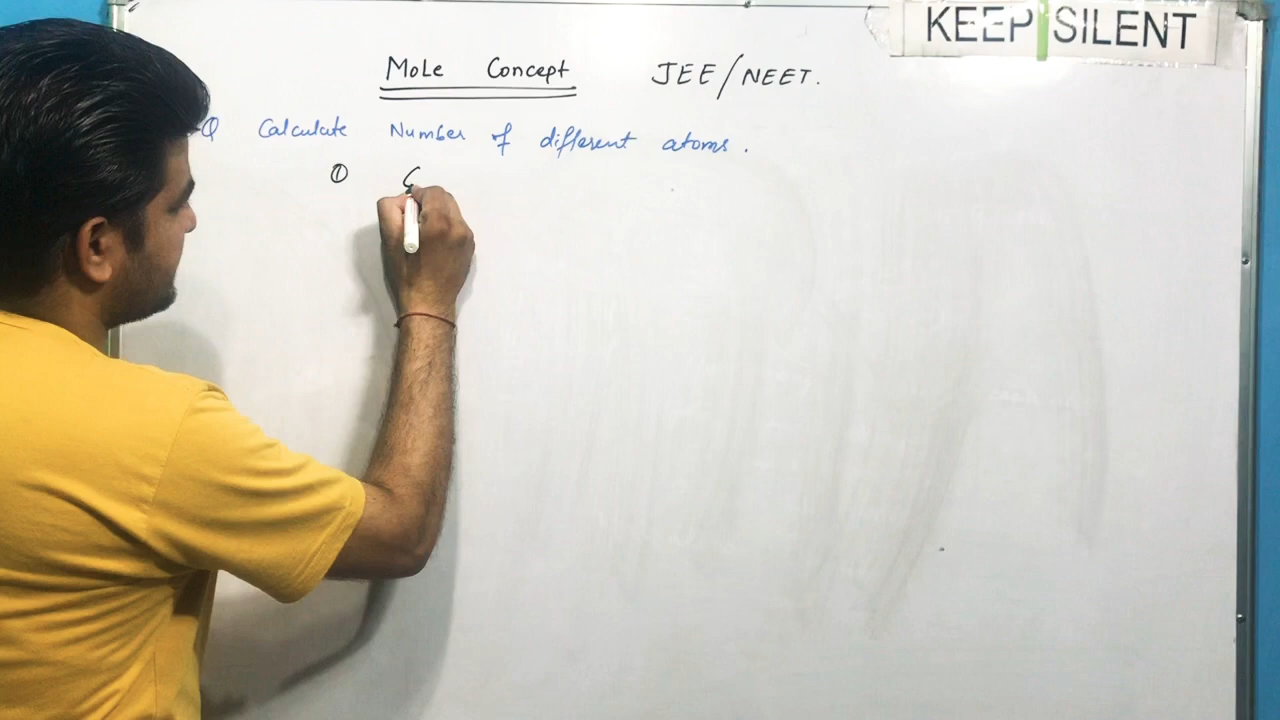 KEEP SILENT
Mole Concept JEE/NEET.
Q Calculate Number of different atoms.
①